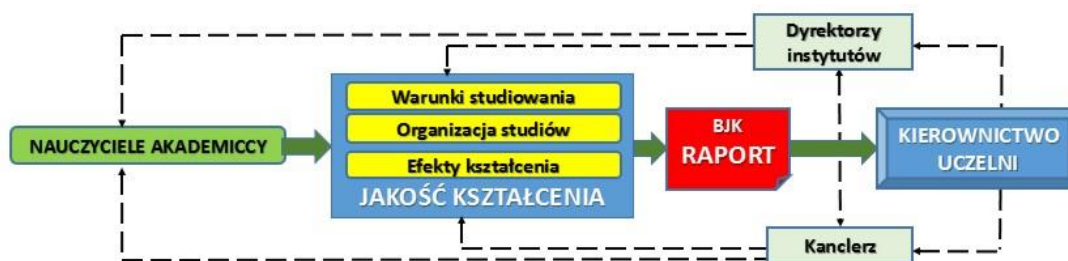 Dyrektorzy
instytutów
Warunki studiowania
Organizacja studiów
Efekty kształcenia
JAKOŚĆ KSZTAŁCENIA
NAUCZYCIELE AKADEMICCY
BJK
RAPORT
KIEROWNICTWO
UCZELNI
Kanclerz